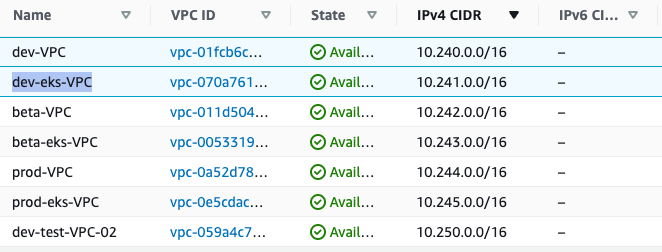 Name VPC ID State IPv4 CIDR IPv6 CI...
dev-VPC vpc-01fcb6c... Avail... 10.240.0.0/16 –
dev-eks-VPC vpc-070a761... Avail... 10.241.0.0/16 –
beta-VPC vpc-011d504... Avail... 10.242.0.0/16 –
beta-eks-VPC vpc-0053319... Avail... 10.243.0.0/16 –
prod-VPC vpc-0a52d78... Avail... 10.244.0.0/16 –
prod-eks-VPC vpc-0e5cdac... Avail... 10.245.0.0/16 –
dev-test-VPC-02 vpc-059a4c7... Avail... 10.250.0.0/16 –